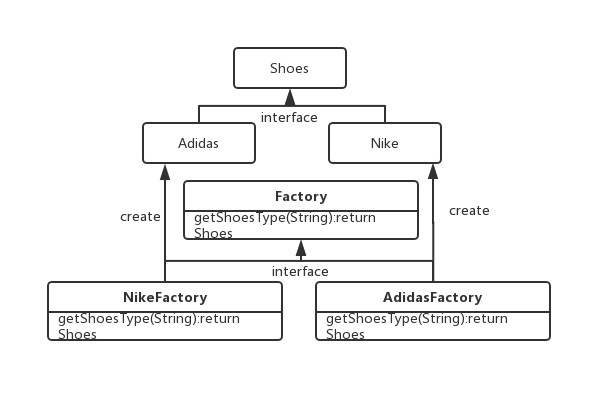 Shoes
interface
Adidas
Nike
Factory
getShoesType(String):return
Shoes
create
create
interface
NikeFactory
getShoesType(String):return
Shoes
AdidasFactory
getShoesType(String):return
Shoes